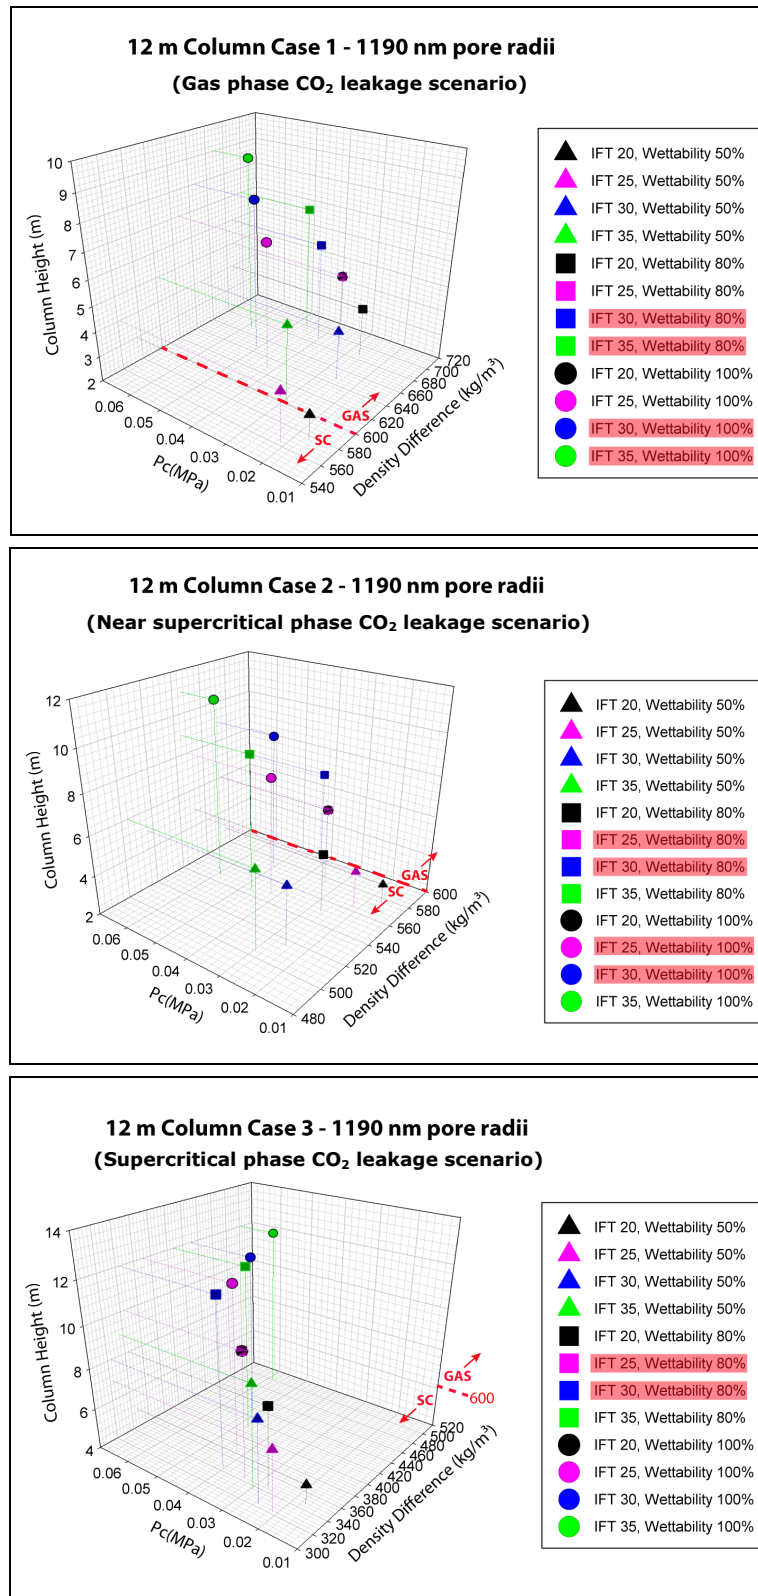 12 m Column Case 1 - 1190 nm pore radii
(Gas phase CO₂ leakage scenario)
10
9
8
7
6
5
4
3
2
Column Height (m)
0.06
0.05
0.04
0.03
0.02
0.01
Pc(MPa)
720
700
680
660
640
620
600
580
560
540
Density Difference (kg/m³)
GAS
SC
IFT 20, Wettability 50%
IFT 25, Wettability 50%
IFT 30, Wettability 50%
IFT 35, Wettability 50%
IFT 20, Wettability 80%
IFT 25, Wettability 80%
IFT 30, Wettability 80%
IFT 35, Wettability 80%
IFT 20, Wettability 100%
IFT 25, Wettability 100%
IFT 30, Wettability 100%
IFT 35, Wettability 100%
12 m Column Case 2 - 1190 nm pore radii
(Near supercritical phase CO₂ leakage scenario)
12
10
8
6
4
2
Column Height (m)
0.06
0.05
0.04
0.03
0.02
0.01
Pc(MPa)
600
580
560
540
520
500
480
Density Difference (kg/m³)
GAS
SC
IFT 20, Wettability 50%
IFT 25, Wettability 50%
IFT 30, Wettability 50%
IFT 35, Wettability 50%
IFT 20, Wettability 80%
IFT 25, Wettability 80%
IFT 30, Wettability 80%
IFT 35, Wettability 80%
IFT 20, Wettability 100%
IFT 25, Wettability 100%
IFT 30, Wettability 100%
IFT 35, Wettability 100%
12 m Column Case 3 - 1190 nm pore radii
(Supercritical phase CO₂ leakage scenario)
14
12
10
8
6
4
Column Height (m)
0.06
0.05
0.04
0.03
0.02
0.01
Pc(MPa)
520
500
480
460
440
420
400
380
360
340
320
300
Density Difference (kg/m³)
GAS
SC
600
IFT 20, Wettability 50%
IFT 25, Wettability 50%
IFT 30, Wettability 50%
IFT 35, Wettability 50%
IFT 20, Wettability 80%
IFT 25, Wettability 80%
IFT 30, Wettability 80%
IFT 35, Wettability 80%
IFT 20, Wettability 100%
IFT 25, Wettability 100%
IFT 30, Wettability 100%
IFT 35, Wettability 100%